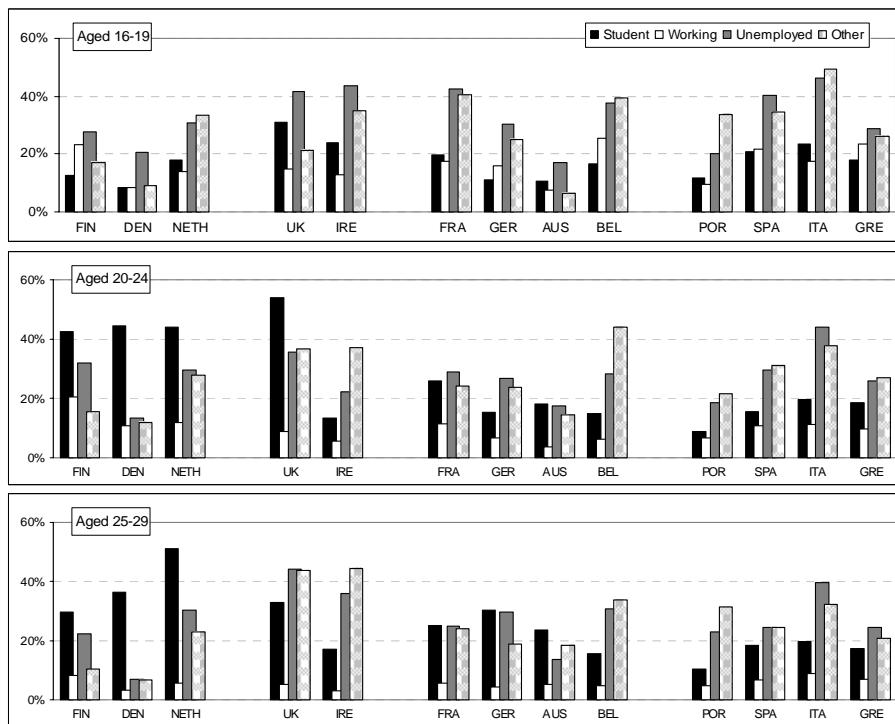 Aged 16-19
Student Working Unemployed Other
60%
40%
20%
0%
FIN DEN NETH UK IRE FRA GER AUS BEL POR SPA ITA GRE
Aged 20-24
60%
40%
20%
0%
FIN DEN NETH UK IRE FRA GER AUS BEL POR SPA ITA GRE
Aged 25-29
60%
40%
20%
0%
FIN DEN NETH UK IRE FRA GER AUS BEL POR SPA ITA GRE